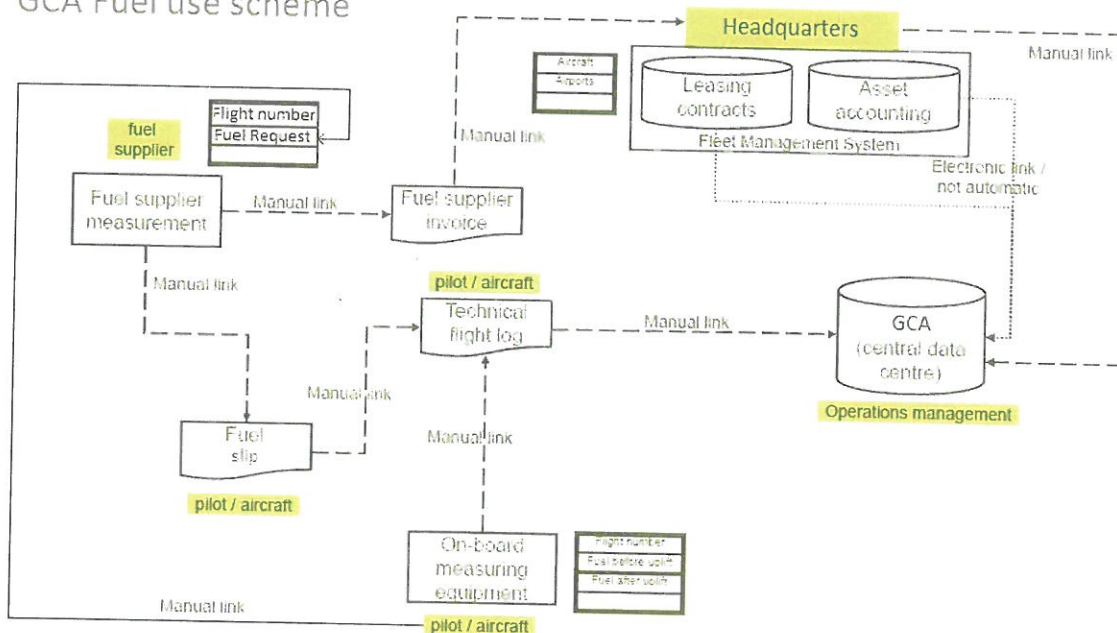 GCA Fuel use scheme
Headquarters
Manual link
Aircraft
Airports
Leasing
contracts
Asset
accounting
Fleet Management System
Flight number
Fuel Request
fuel
supplier
Manual link
Electronic link /
not automatic
Fuel supplier
measurement
Manual link
Fuel supplier
invoice
Manual link
pilot / aircraft
Technical
flight log
Manual link
GCA
(central data
centre)
Operations management
Manual link
Manual link
Fuel
slip
pilot / aircraft
On-board
measuring
equipment
Flight number
Fuel before uplift
Fuel after uplift
Manual link
pilot / aircraft